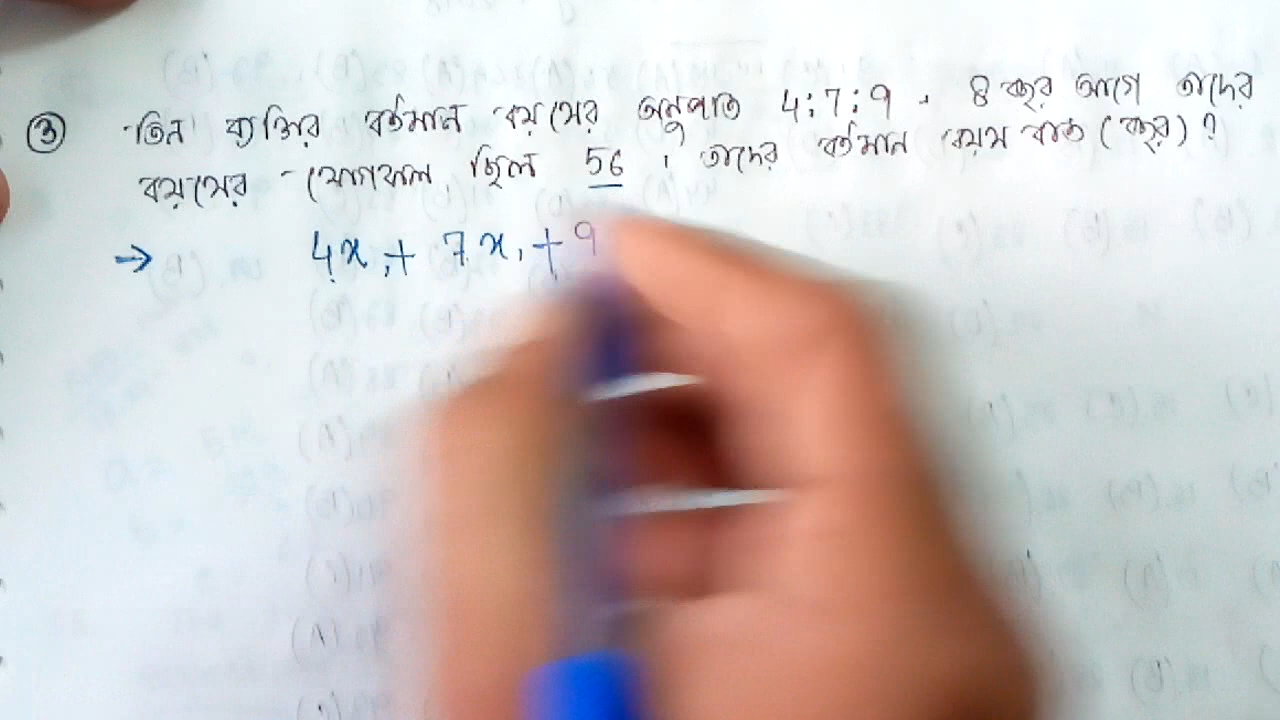 ③ তিন ব্যক্তির বর্তমান বয়সের অনুপাত 4:7:9 . 8 বছর আগে তাদের
বয়সের যোগফল ছিল 56 । তাদের বর্তমান বয়স কত (বছর) ?
→ 4x + 7x + 9